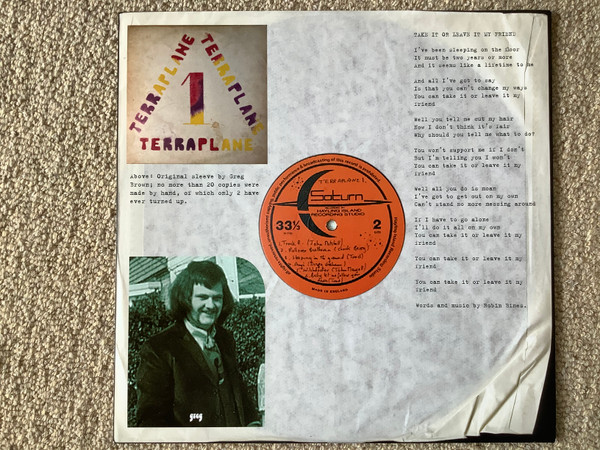 TERRAPLANE
TERRAPLANE
1.
TERRAPLANE
Above: Original sleeve by Greg
Brown; no more than 20 copies were
made by hand, of which only 2 have
ever turned up.
greg
TERRAPLANE 1.
Saturn
HAYLING ISLAND
RECORDING STUDIO
33⅓
2
MADE IN ENGLAND
TAKE IT OR LEAVE IT MY FRIEND
I've been sleeping on the floor
It must be two years or more
And it seems like a lifetime to me
And all I've got to say
Is that you can't change my ways
You can take it or leave it my
friend
Well you tell me cut my hair
Now I don't think it's fair
Why should you tell me what to do?
You won't support me if I don't
But I'm telling you I won't
You can take it or leave it my
friend
Well all you do is moan
I've got to get out on my own
Can't stand no more messing around
If I have to go alone
I'll do it all on my own
You can take it or leave it my
friend
You can take it or leave it my
friend
You can take it or leave it my
friend
Words and music by Robin Hines.